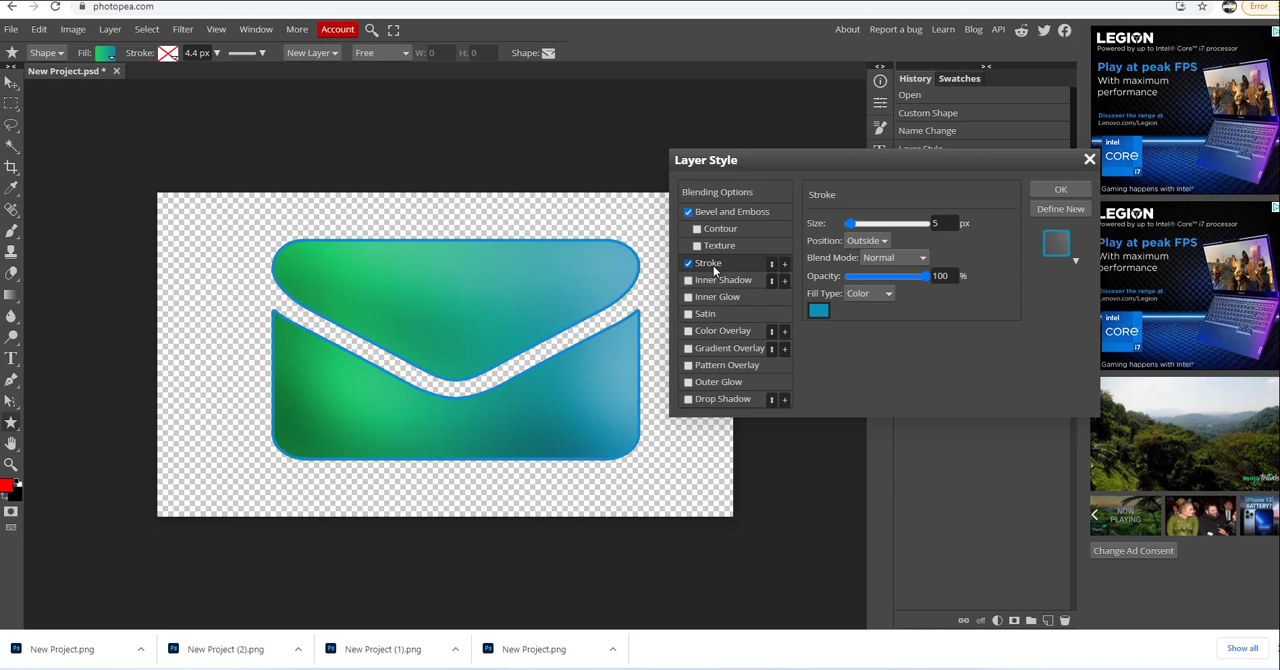 photopea.com
Error
File Edit Image Layer Select Filter View Window More Account About Report a bug Learn Blog API
Shape Fill: Stroke: 4.4 px New Layer Free W: 0 H: 0 Shape:
New Project.psd *
History Swatches
Open
Custom Shape
Name Change
Layer Style
Blending Options
Bevel and Emboss
Contour
Texture
Stroke
Inner Shadow
Inner Glow
Satin
Color Overlay
Gradient Overlay
Pattern Overlay
Outer Glow
Drop Shadow
Stroke
Size: 5 px
Position: Outside
Blend Mode: Normal
Opacity: 100 %
Fill Type: Color
OK
Define New
eff
LEGION
Powered by up to Intel® Core™ i7 processor
Play at peak FPS
With maximum
performance
Discover the range at
Lenovo.com/Legion
intel
CORE
i7
Gaming happens with Intel®
LEGION
Powered by up to Intel® Core™ i7 processor
Play at peak FPS
With maximum
performance
Discover the range at
Lenovo.com/Legion
intel
CORE
i7
Gaming happens with Intel®
NOW
PLAYING
BATTERY?
Change Ad Consent
New Project.png New Project (2).png New Project (1).png New Project.png Show all